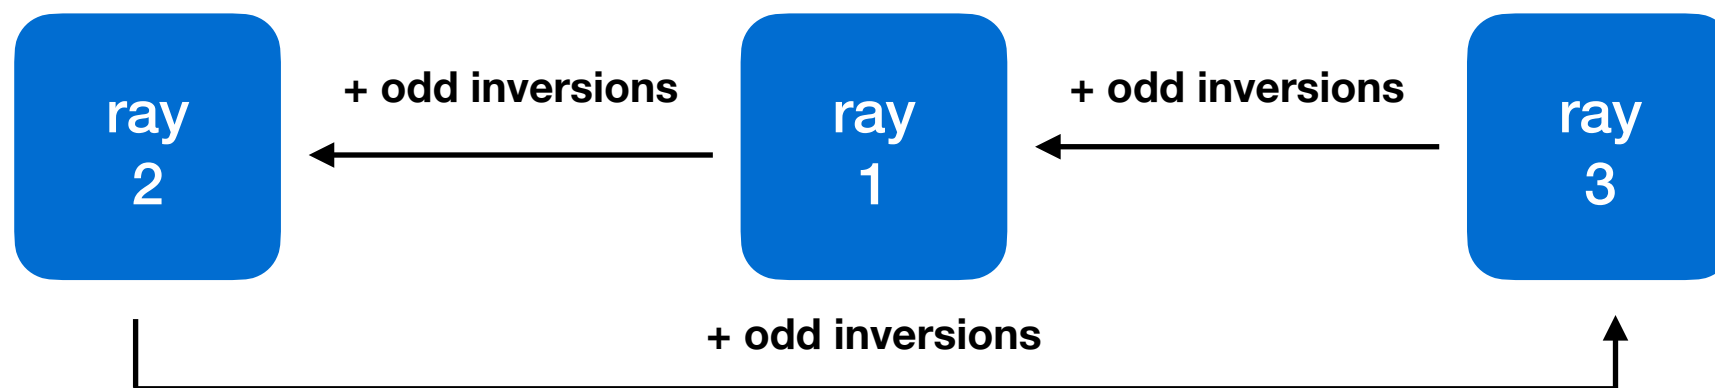 ray
2
+ odd inversions
ray
1
+ odd inversions
ray
3
+ odd inversions